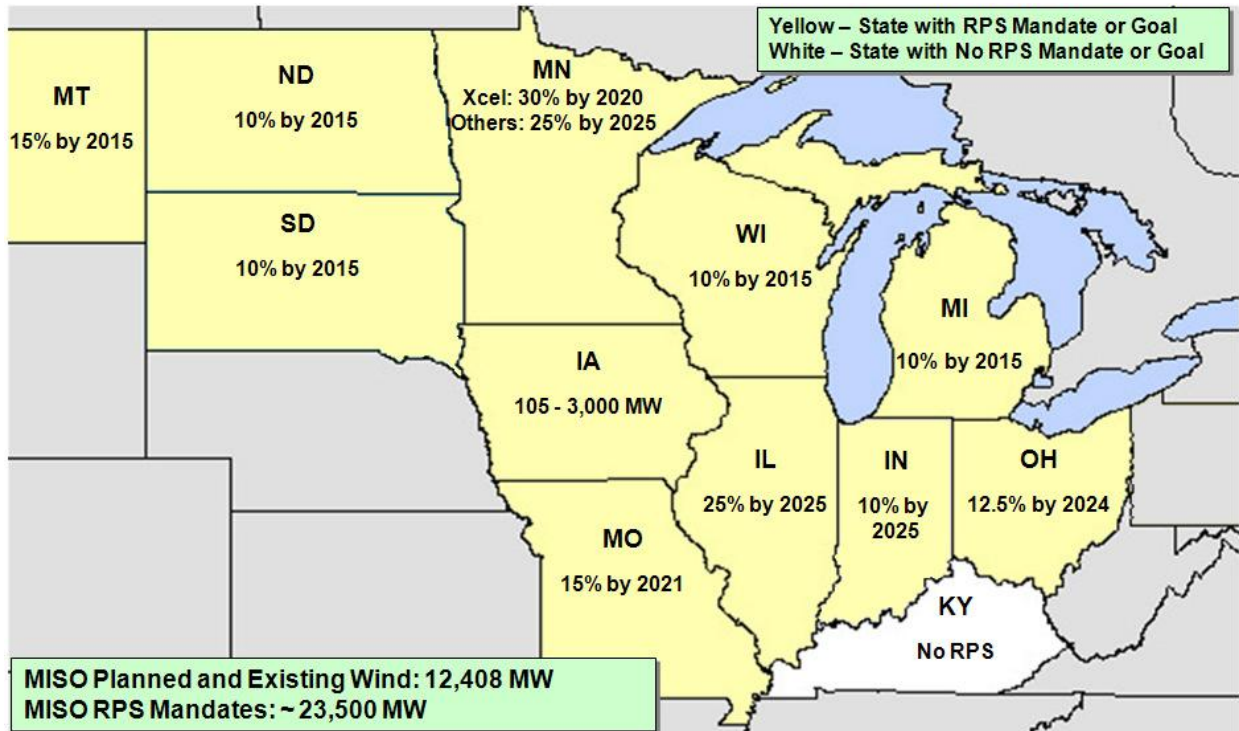 Yellow – State with RPS Mandate or Goal
White – State with No RPS Mandate or Goal
MT
15% by 2015
ND
10% by 2015
MN
Xcel: 30% by 2020
Others: 25% by 2025
SD
10% by 2015
WI
10% by 2015
MI
10% by 2015
IA
105 - 3,000 MW
IL
25% by 2025
IN
10% by
2025
OH
12.5% by 2024
MO
15% by 2021
KY
No RPS
MISO Planned and Existing Wind: 12,408 MW
MISO RPS Mandates: ~ 23,500 MW